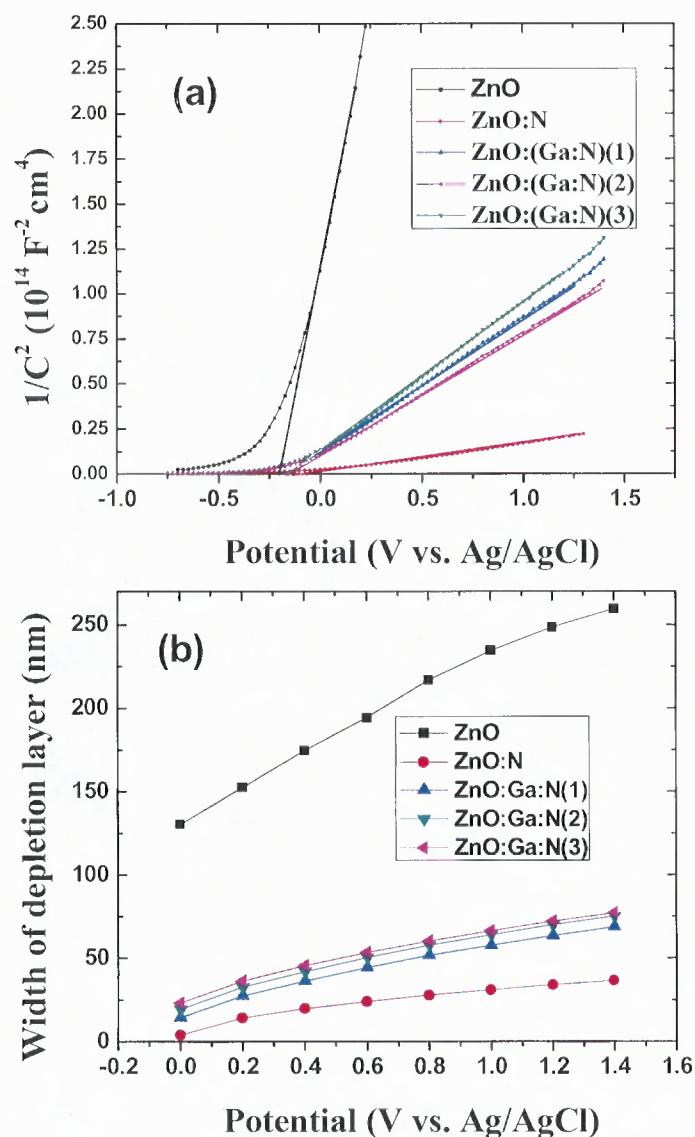 2.50
2.25
2.00
1.75
1.50
1.25
1.00
0.75
0.50
0.25
0.00
1/C² (10¹⁴ F⁻² cm⁴)
(a)
ZnO
ZnO:N
ZnO:(Ga:N)(1)
ZnO:(Ga:N)(2)
ZnO:(Ga:N)(3)
-1.0 -0.5 0.0 0.5 1.0 1.5
Potential (V vs. Ag/AgCl)
250
200
150
100
50
0
Width of depletion layer (nm)
(b)
ZnO
ZnO:N
ZnO:Ga:N(1)
ZnO:Ga:N(2)
ZnO:Ga:N(3)
-0.2 0.0 0.2 0.4 0.6 0.8 1.0 1.2 1.4 1.6
Potential (V vs. Ag/AgCl)